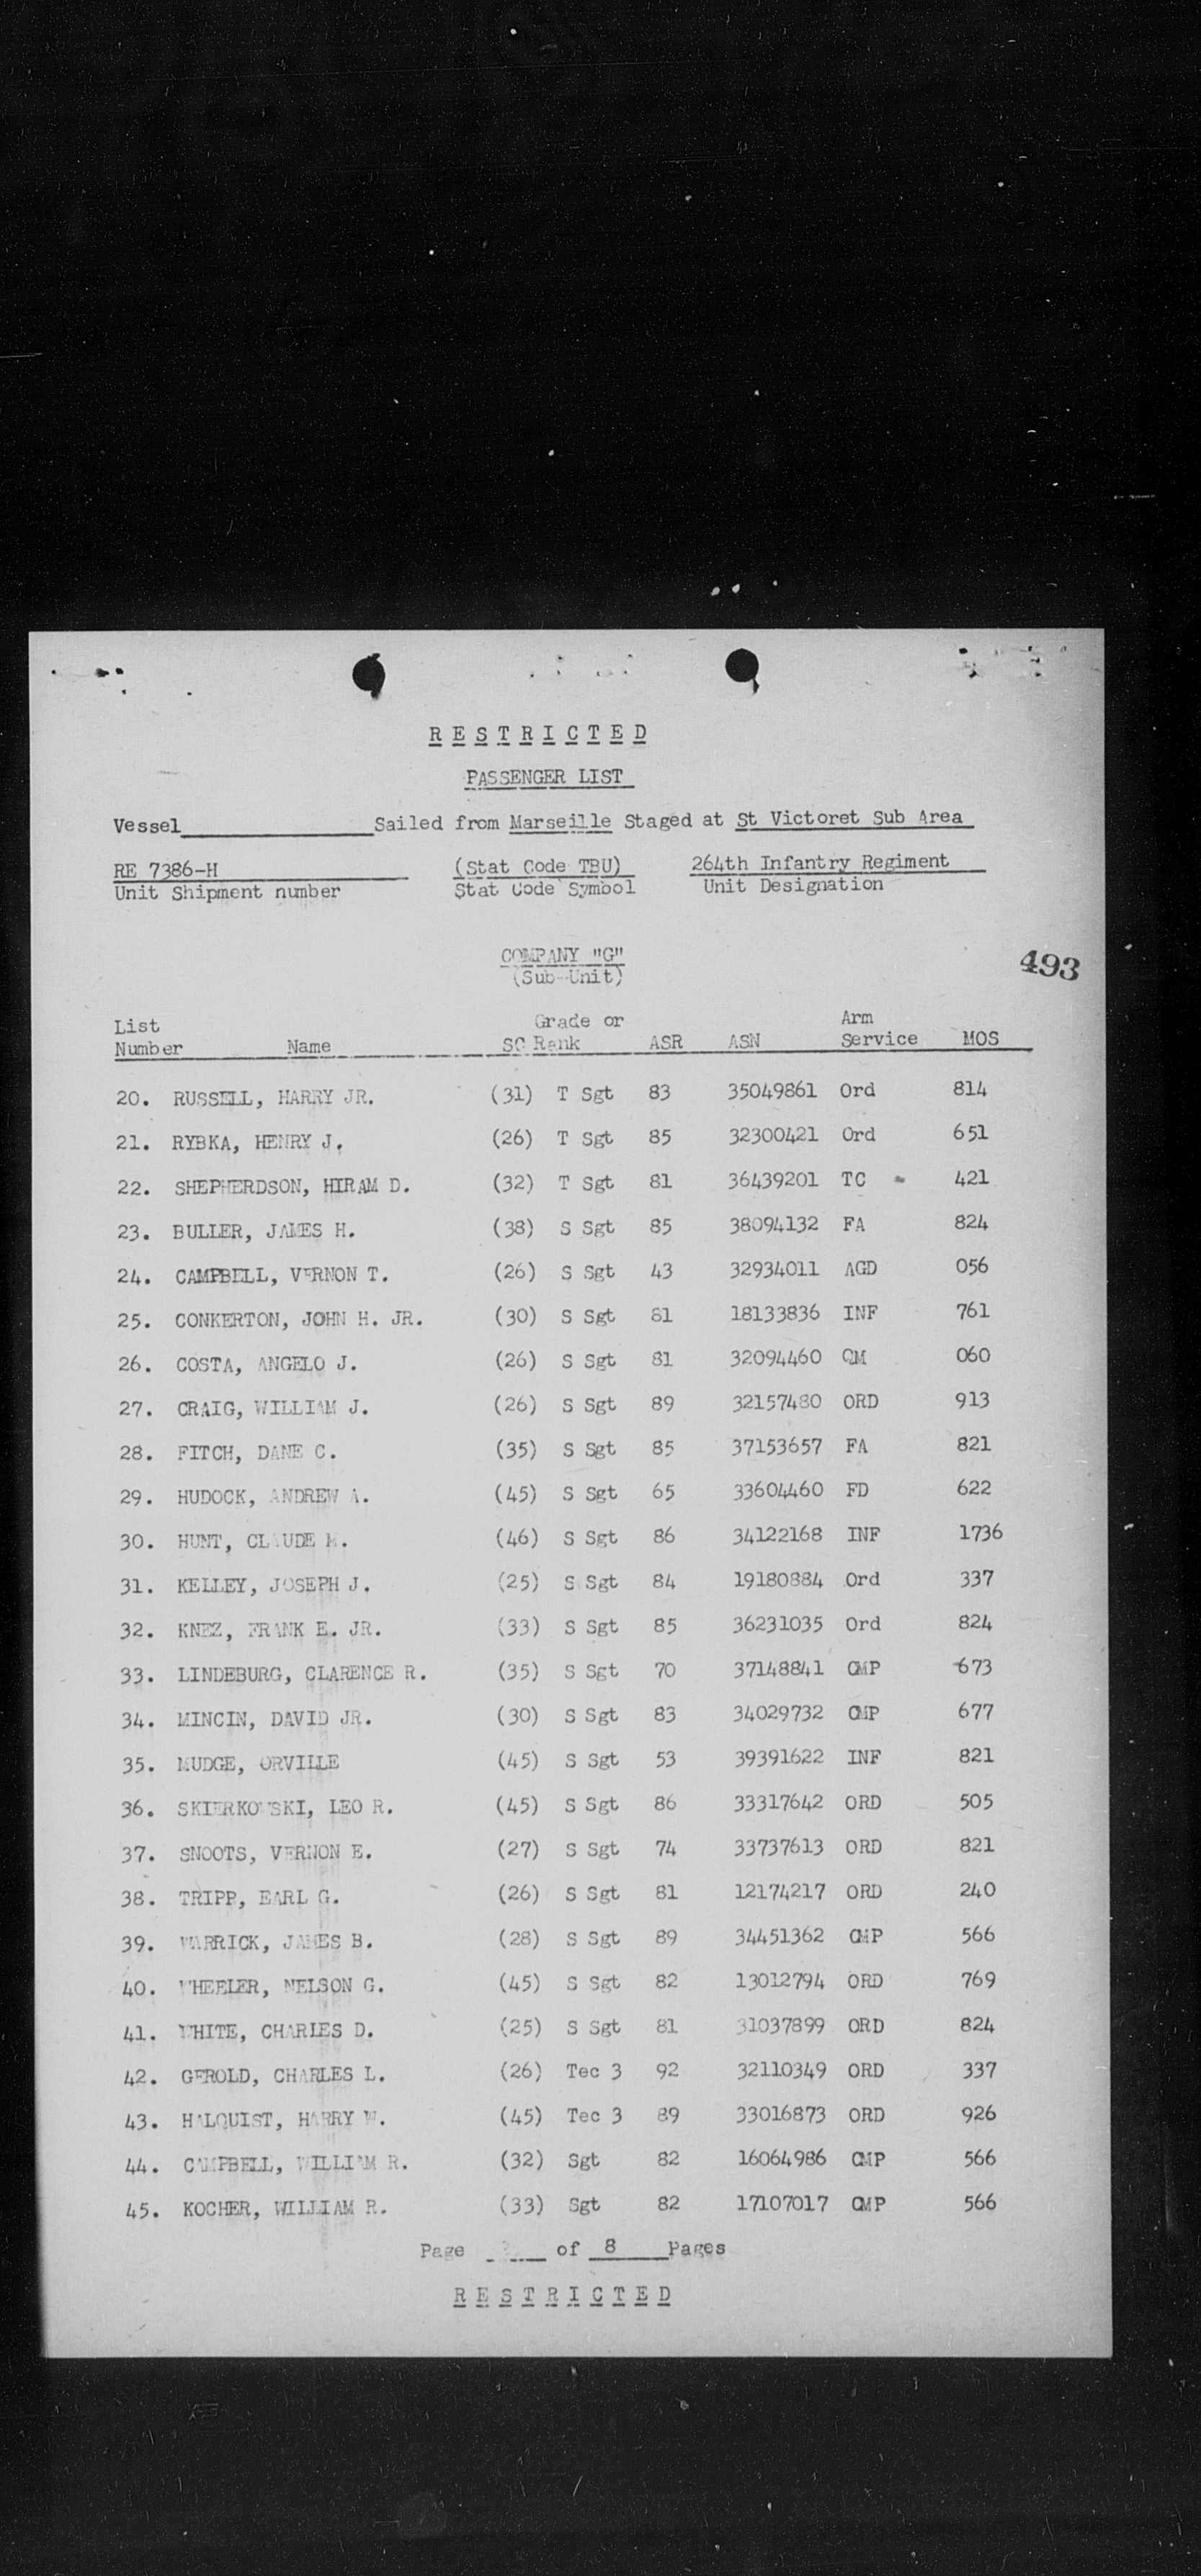 RESTRICTED
PASSENGER LIST
Vessel Sailed from Marseille Staged at St Victoret Sub Area
RE 7386-H (Stat Code TBU) 264th Infantry Regiment
Unit Shipment number Stat Code Symbol Unit Designation
COMPANY "G"
493
(Sub-Unit)
List Grade or Arm
Number Name SC Rank ASR ASN Service MOS
20. RUSSELL, HARRY JR. (31) T Sgt 83 35049861 Ord 814
21. RYBKA, HENRY J. (26) T Sgt 85 32300421 Ord 651
22. SHEPHERDSON, HIRAM D. (32) T Sgt 81 36439201 TC 421
23. BULLER, JAMES H. (38) S Sgt 85 38094132 FA 824
24. CAMPBELL, VERNON T. (26) S Sgt 43 32934011 AGD 056
25. CONKERTON, JOHN H. JR. (30) S Sgt 81 18133836 INF 761
26. COSTA, ANGELO J. (26) S Sgt 81 32094460 QM 060
27. CRAIG, WILLIAM J. (26) S Sgt 89 32157480 ORD 913
28. FITCH, DANE C. (35) S Sgt 85 37153657 FA 821
29. HUDOCK, ANDREW A. (45) S Sgt 65 33604460 FD 622
30. HUNT, CLAUDE M. (46) S Sgt 86 34122168 INF 1736
31. KELLEY, JOSEPH J. (25) S Sgt 84 19180884 Ord 337
32. KNEZ, FRANK E. JR. (33) S Sgt 85 36231035 Ord 824
33. LINDEBURG, CLARENCE R. (35) S Sgt 70 37148841 CMP 673
34. MINCIN, DAVID JR. (30) S Sgt 83 34029732 CMP 677
35. MUDGE, ORVILLE (45) S Sgt 53 39391622 INF 821
36. SKIERKOWSKI, LEO R. (45) S Sgt 86 33317642 ORD 505
37. SNOOTS, VERNON E. (27) S Sgt 74 33737613 ORD 821
38. TRIPP, EARL G. (26) S Sgt 81 12174217 ORD 240
39. WARRICK, JAMES B. (28) S Sgt 89 34451362 CMP 566
40. WHEELER, NELSON G. (45) S Sgt 82 13012794 ORD 769
41. WHITE, CHARLES D. (25) S Sgt 81 31037899 ORD 824
42. GEROLD, CHARLES L. (26) Tec 3 92 32110349 ORD 337
43. HALQUIST, HARRY W. (45) Tec 3 89 33016873 ORD 926
44. CAMPBELL, WILLIAM R. (32) Sgt 82 16064986 CMP 566
45. KOCHER, WILLIAM R. (33) Sgt 82 17107017 CMP 566
Page of 8 Pages
RESTRICTED